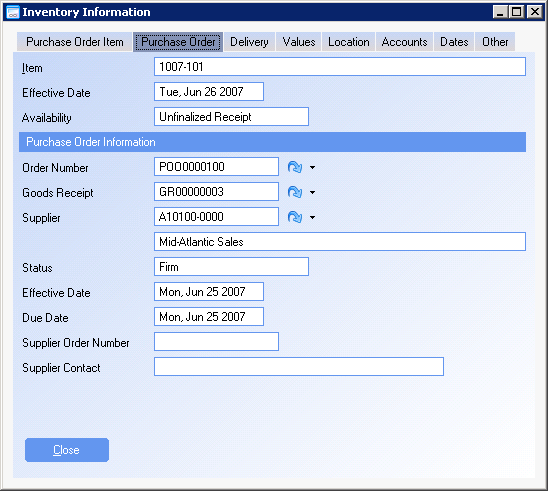 Inventory Information
Purchase Order Item Purchase Order Delivery Values Location Accounts Dates Other
Item 1007-101
Effective Date Tue, Jun 26 2007
Availability Unfinalized Receipt
Purchase Order Information
Order Number POO0000100
Goods Receipt GR00000003
Supplier A10100-0000
Mid-Atlantic Sales
Status Firm
Effective Date Mon, Jun 25 2007
Due Date Mon, Jun 25 2007
Supplier Order Number
Supplier Contact
Close